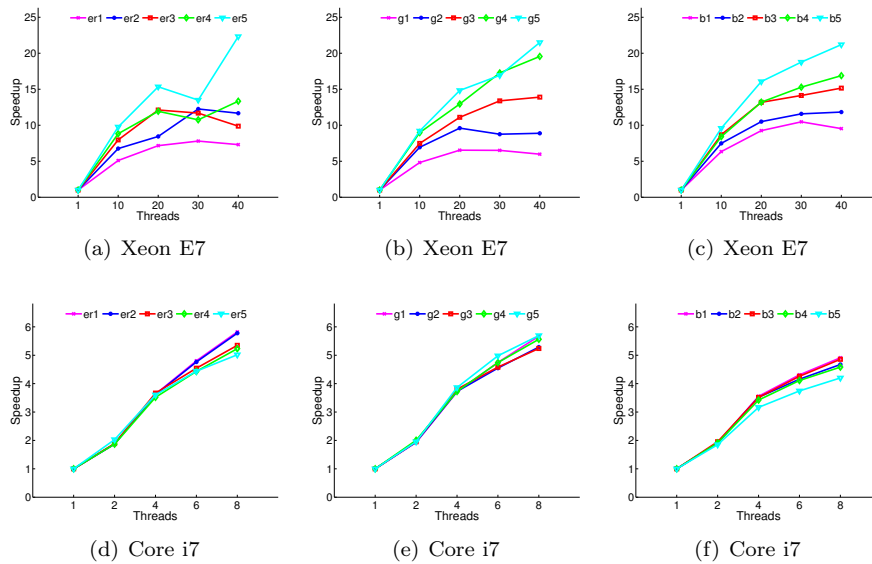 er1 er2 er3 er4 er5
25
20
15
10
5
0
Speedup
1 10 20 30 40
Threads
(a) Xeon E7
g1 g2 g3 g4 g5
25
20
15
10
5
0
Speedup
1 10 20 30 40
Threads
(b) Xeon E7
b1 b2 b3 b4 b5
25
20
15
10
5
0
Speedup
1 10 20 30 40
Threads
(c) Xeon E7
er1 er2 er3 er4 er5
6
5
4
3
2
1
0
Speedup
1 2 4 6 8
Threads
(d) Core i7
g1 g2 g3 g4 g5
6
5
4
3
2
1
0
Speedup
1 2 4 6 8
Threads
(e) Core i7
b1 b2 b3 b4 b5
6
5
4
3
2
1
0
Speedup
1 2 4 6 8
Threads
(f) Core i7